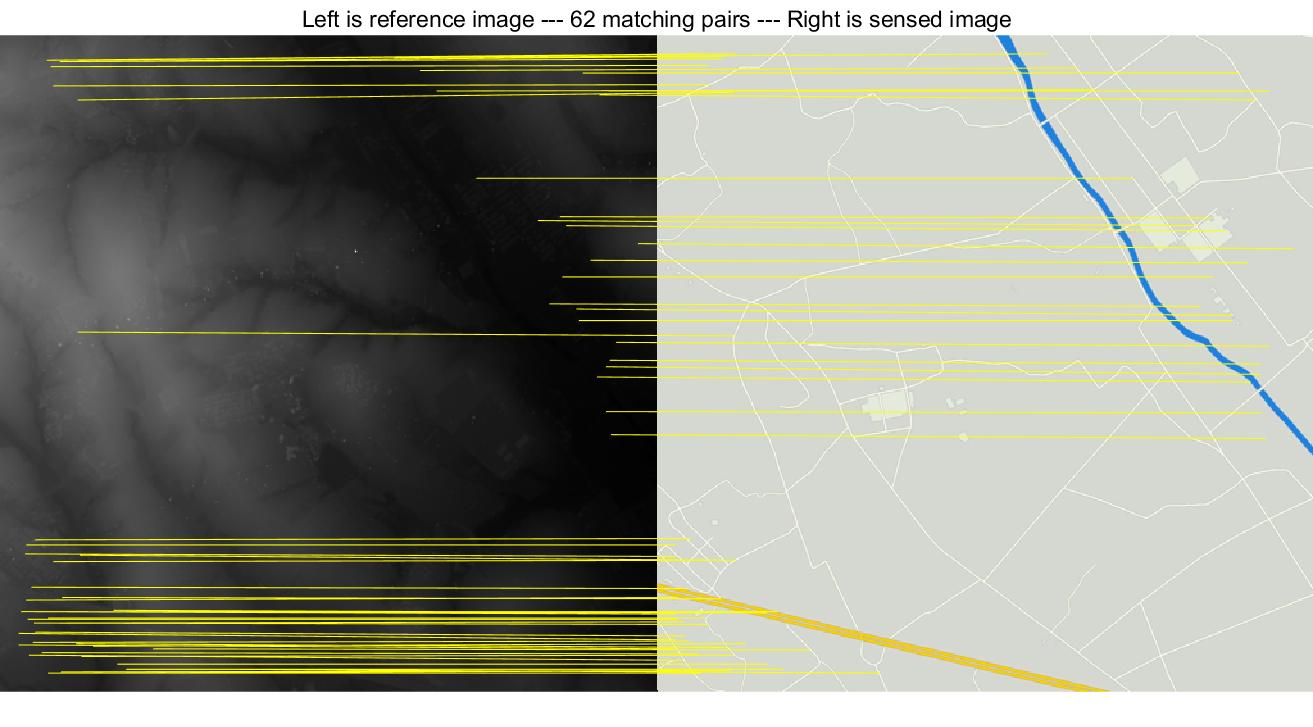 Left is reference image --- 62 matching pairs --- Right is sensed image